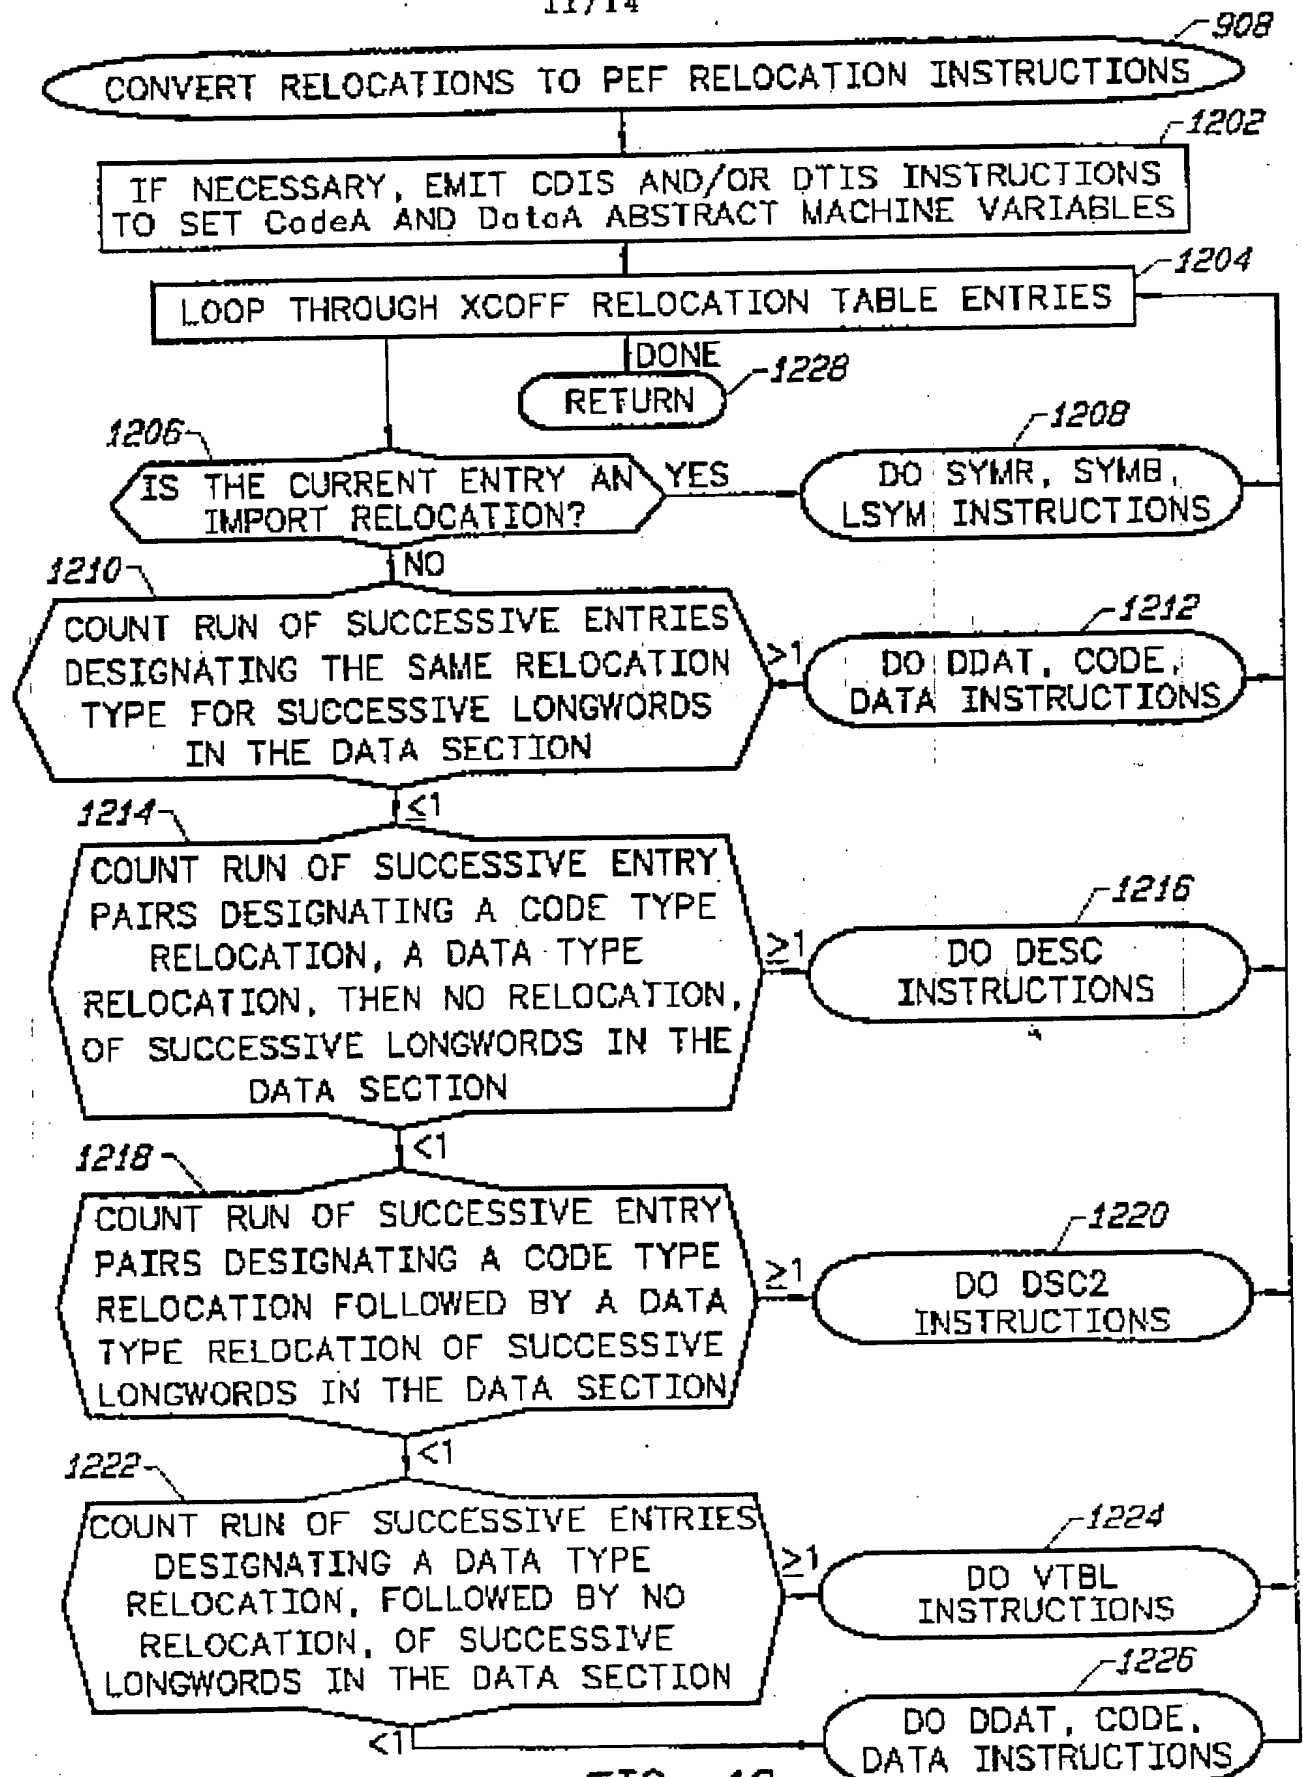 11/14
908
CONVERT RELOCATIONS TO PEF RELOCATION INSTRUCTIONS
1202
IF NECESSARY, EMIT CDIS AND/OR DTIS INSTRUCTIONS
TO SET CodeA AND DataA ABSTRACT MACHINE VARIABLES
1204
LOOP THROUGH XCOFF RELOCATION TABLE ENTRIES
DONE
1228
RETURN
1206
IS THE CURRENT ENTRY AN
IMPORT RELOCATION?
YES
1208
DO SYMR, SYMB,
LSYM INSTRUCTIONS
NO
1210
COUNT RUN OF SUCCESSIVE ENTRIES
DESIGNATING THE SAME RELOCATION
TYPE FOR SUCCESSIVE LONGWORDS
IN THE DATA SECTION
>1
1212
DO DDAT, CODE,
DATA INSTRUCTIONS
≤1
1214
COUNT RUN OF SUCCESSIVE ENTRY
PAIRS DESIGNATING A CODE TYPE
RELOCATION, A DATA TYPE
RELOCATION, THEN NO RELOCATION,
OF SUCCESSIVE LONGWORDS IN THE
DATA SECTION
≥1
1216
DO DESC
INSTRUCTIONS
<1
1218
COUNT RUN OF SUCCESSIVE ENTRY
PAIRS DESIGNATING A CODE TYPE
RELOCATION FOLLOWED BY A DATA
TYPE RELOCATION OF SUCCESSIVE
LONGWORDS IN THE DATA SECTION
≥1
1220
DO DSC2
INSTRUCTIONS
<1
1222
COUNT RUN OF SUCCESSIVE ENTRIES
DESIGNATING A DATA TYPE
RELOCATION, FOLLOWED BY NO
RELOCATION, OF SUCCESSIVE
LONGWORDS IN THE DATA SECTION
≥1
1224
DO VTBL
INSTRUCTIONS
<1
1226
DO DDAT, CODE,
DATA INSTRUCTIONS